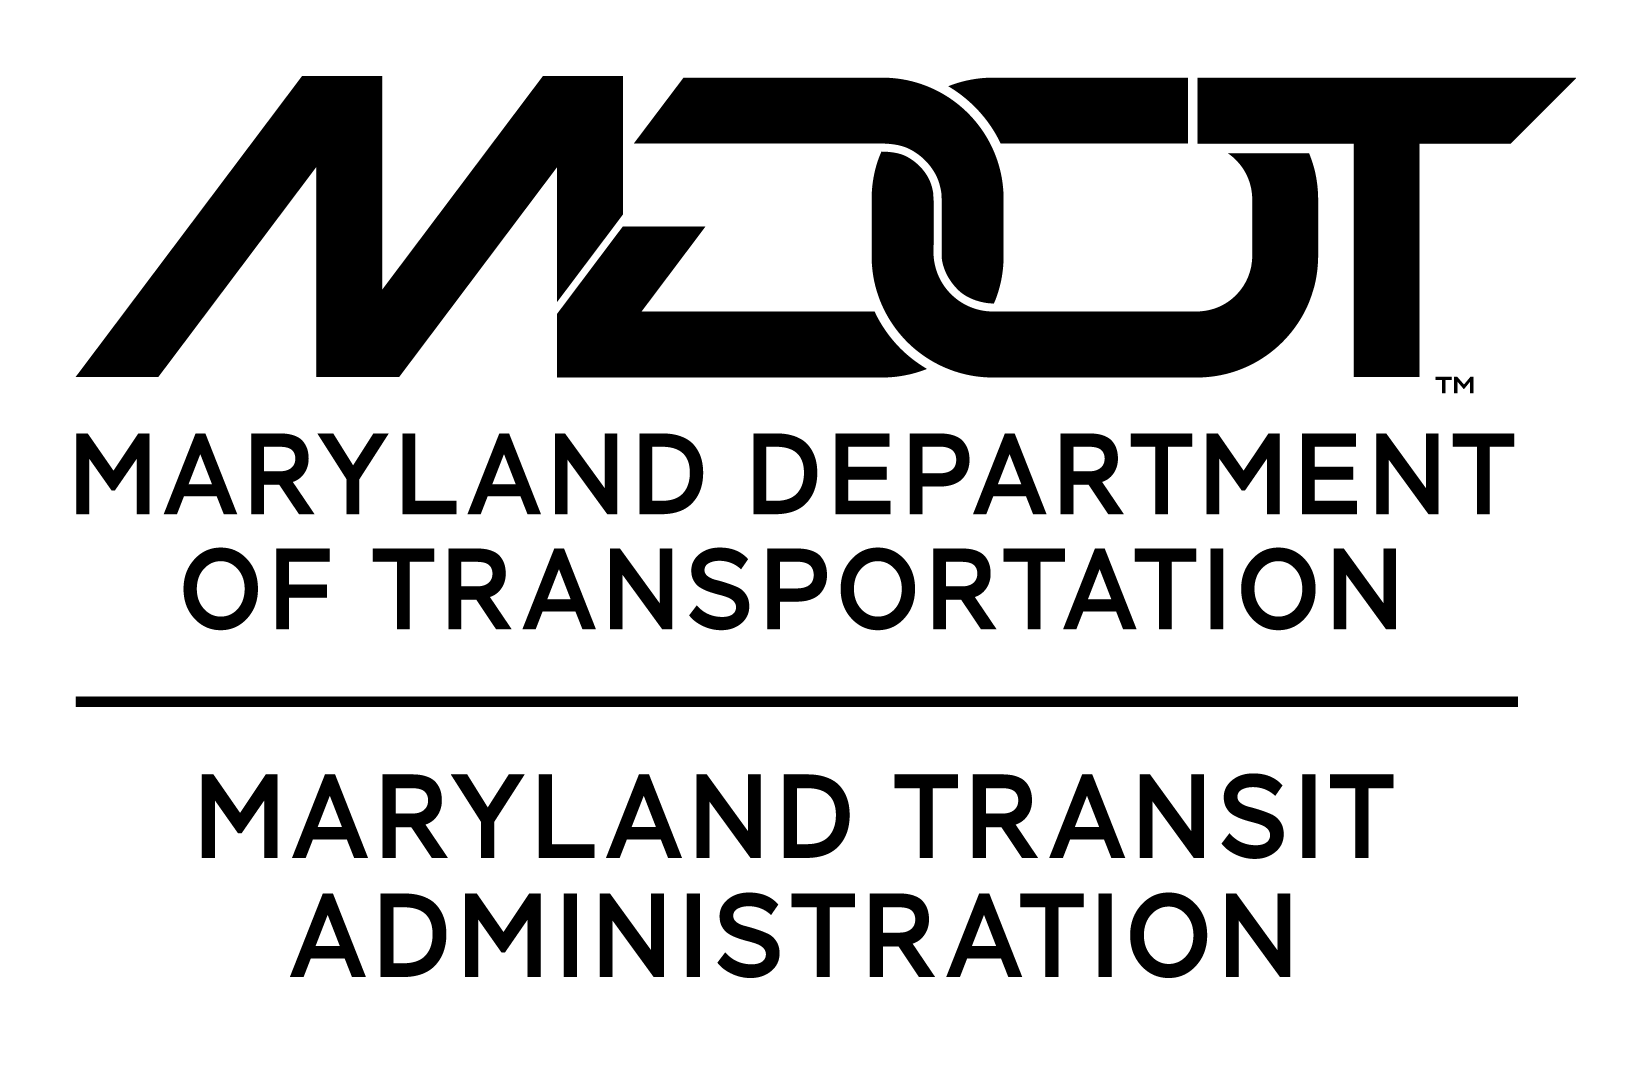 MDOT™
MARYLAND DEPARTMENT
OF TRANSPORTATION
MARYLAND TRANSIT
ADMINISTRATION